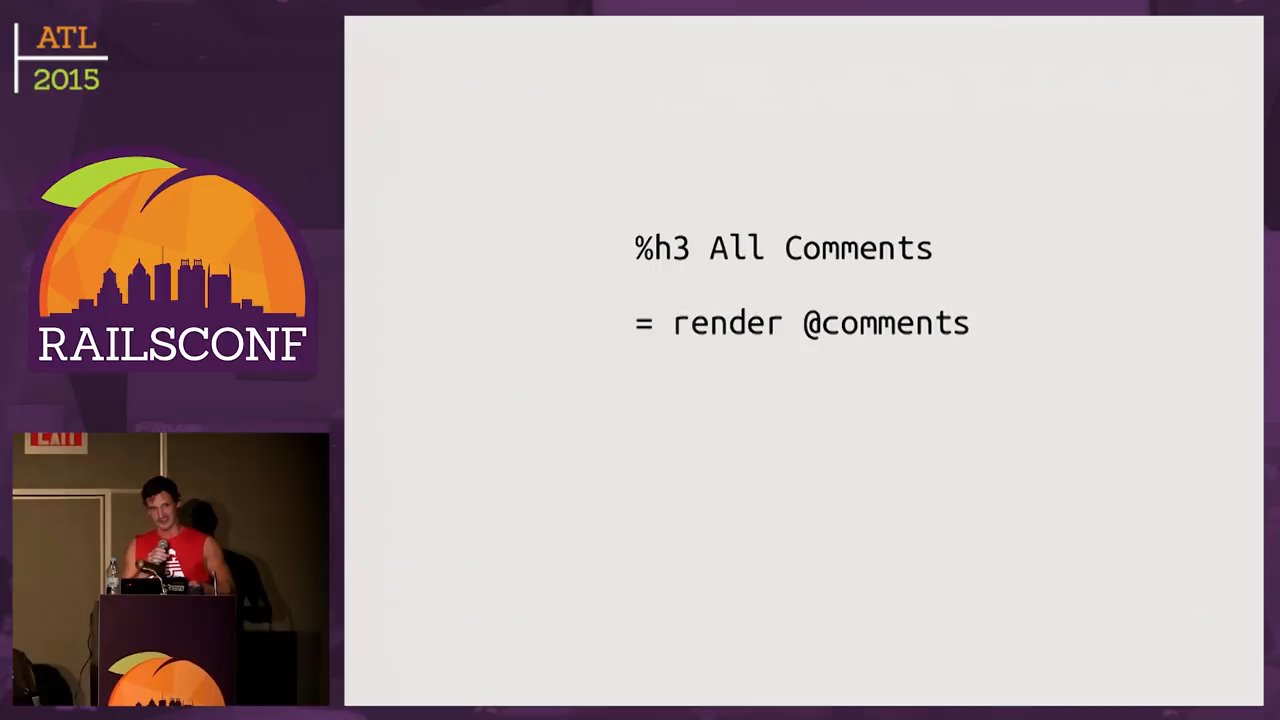 ATL
2015
RAILSCONF
EXIT
%h3 All Comments
= render @comments